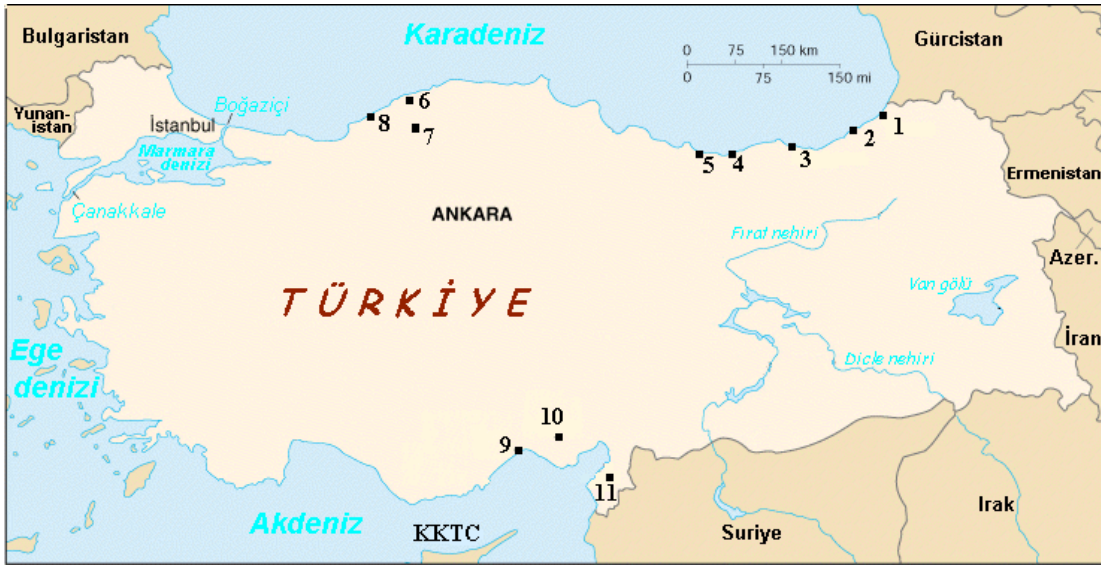 Karadeniz
Bulgaristan
Gürcistan
0 75 150 km
0 75 150 mi
Yunan-
istan
Boğaziçi
İstanbul
Marmara
denizi
6
8
7
1
2
3
4
5
Ermenistan
Çanakkale
ANKARA
Fırat nehiri
Azer.
Van gölü
TÜRKİYE
İran
Ege
denizi
Dicle nehiri
10
9
11
Irak
Akdeniz
KKTC
Suriye